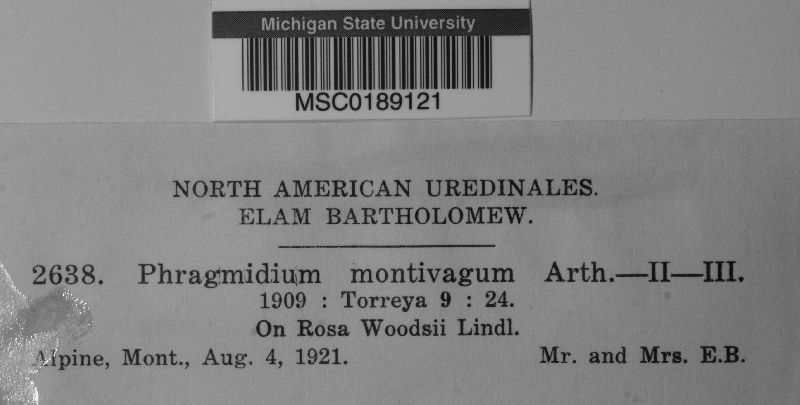 Michigan State University
MSC0189121
NORTH AMERICAN UREDINALES.
ELAM BARTHOLOMEW.
2638. Phragmidium montivagum Arth.—II—III.
1909 : Torreya 9 : 24.
On Rosa Woodsii Lindl.
Alpine, Mont., Aug. 4, 1921. Mr. and Mrs. E.B.